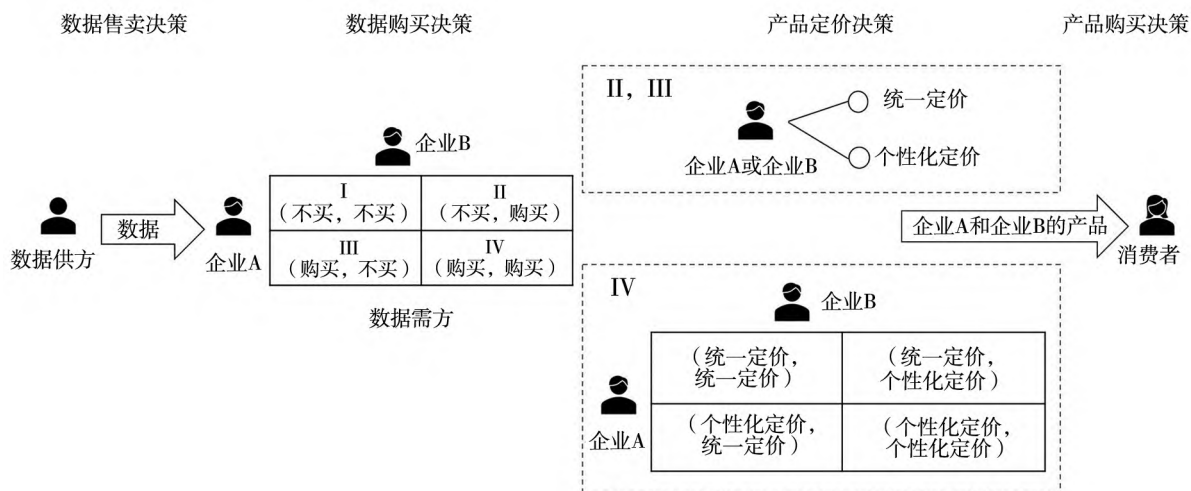 数据售卖决策
数据购买决策
产品定价决策
产品购买决策
数据供方
数据
企业A
企业B
I
（不买，不买）
II
（不买，购买）
III
（购买，不买）
IV
（购买，购买）
数据需方
II，III
企业A或企业B
统一定价
个性化定价
IV
企业B
企业A
（统一定价，
统一定价）
（统一定价，
个性化定价）
（个性化定价，
统一定价）
（个性化定价，
个性化定价）
企业A和企业B的产品
消费者